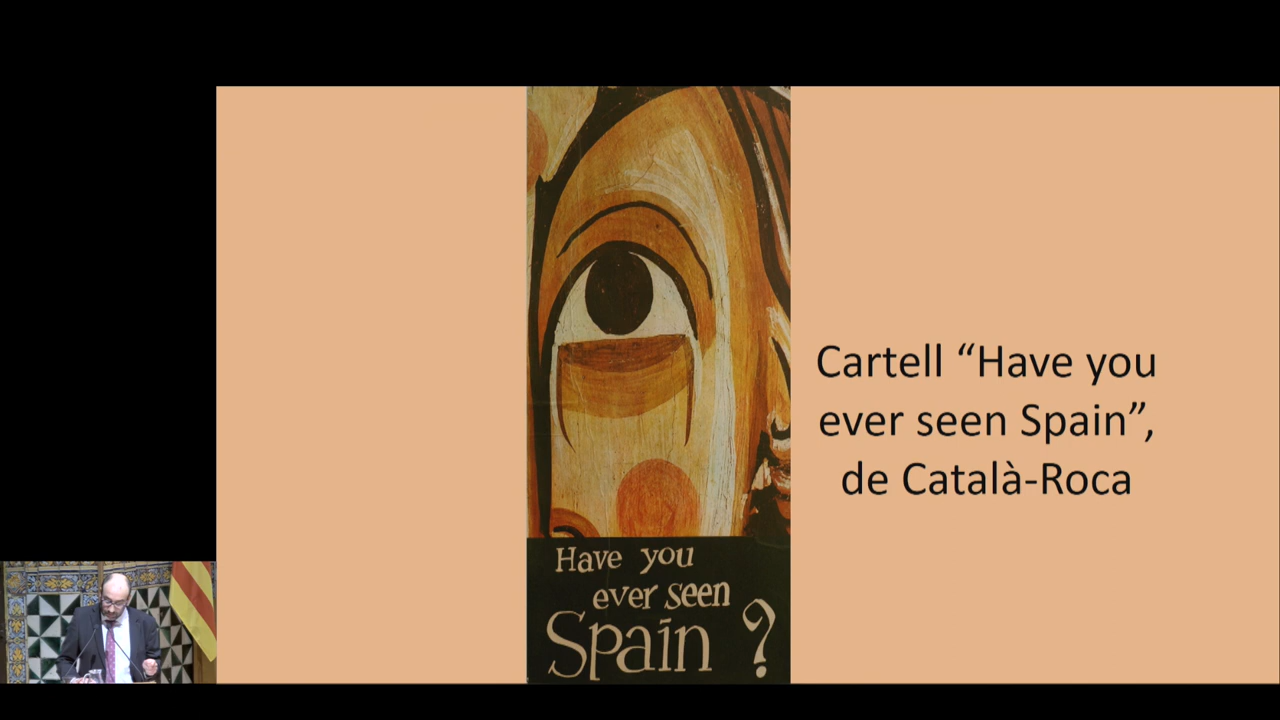 Cartell “Have you
ever seen Spain”,
de Català-Roca
Have you
ever seen
Spain ?